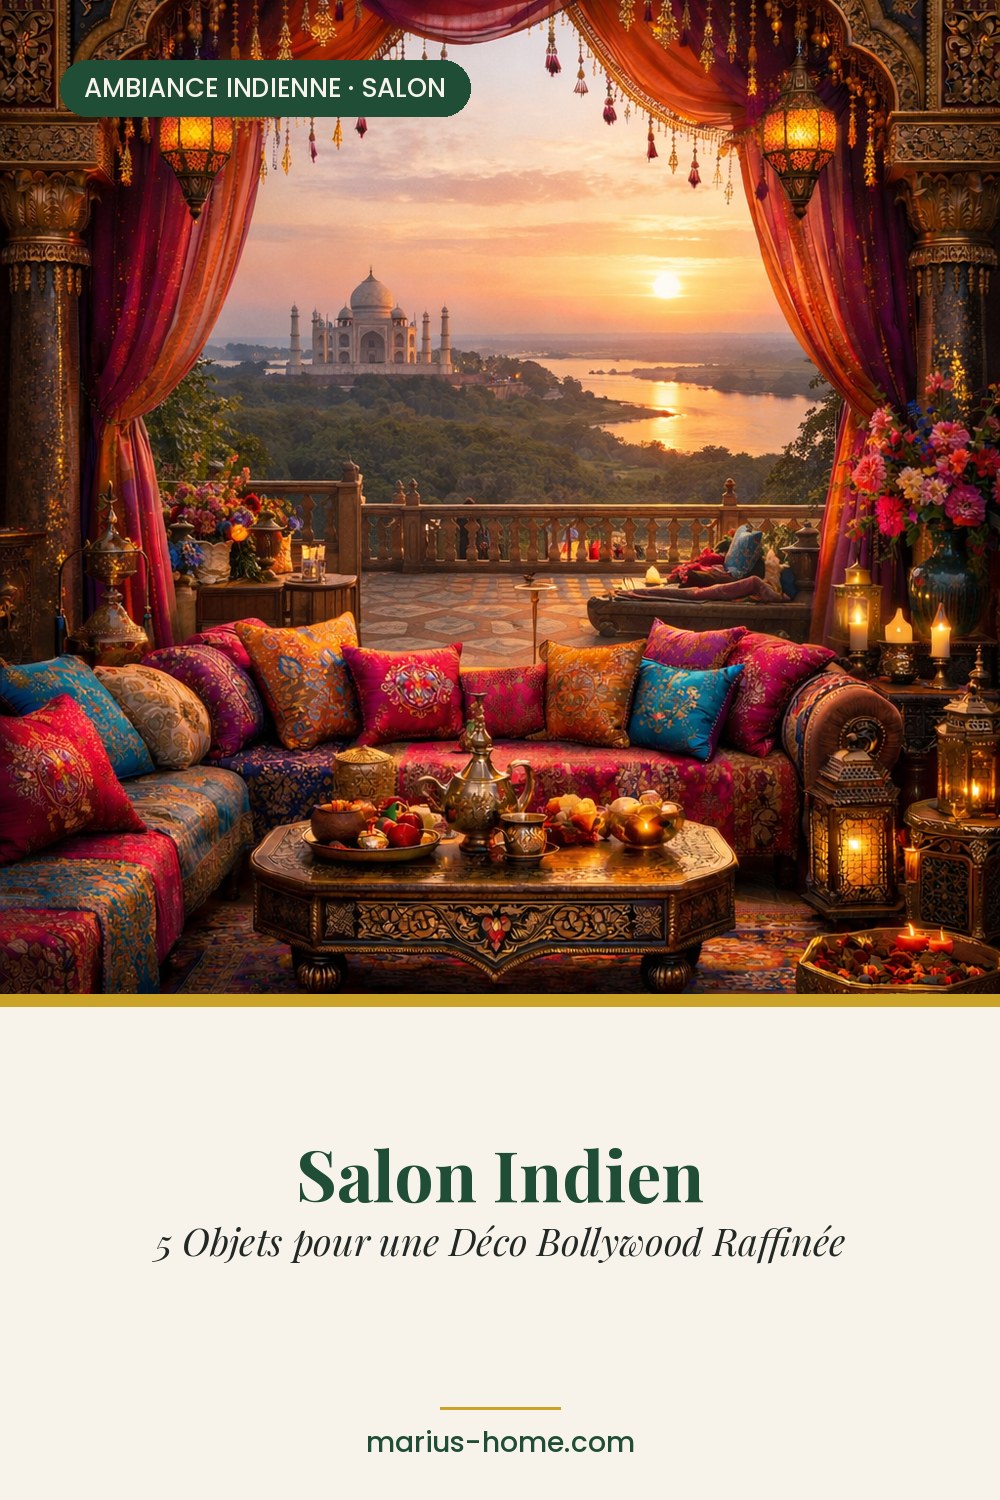 AMBIANCE INDIENNE · SALON
Salon Indien
5 Objets pour une Déco Bollywood Raffinée
marius-home.com